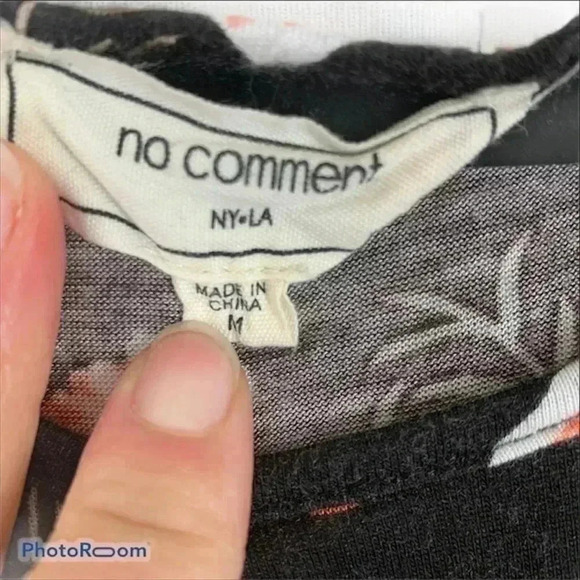 no comment
NY•LA
MADE IN
CHINA
M
PhotoRoom